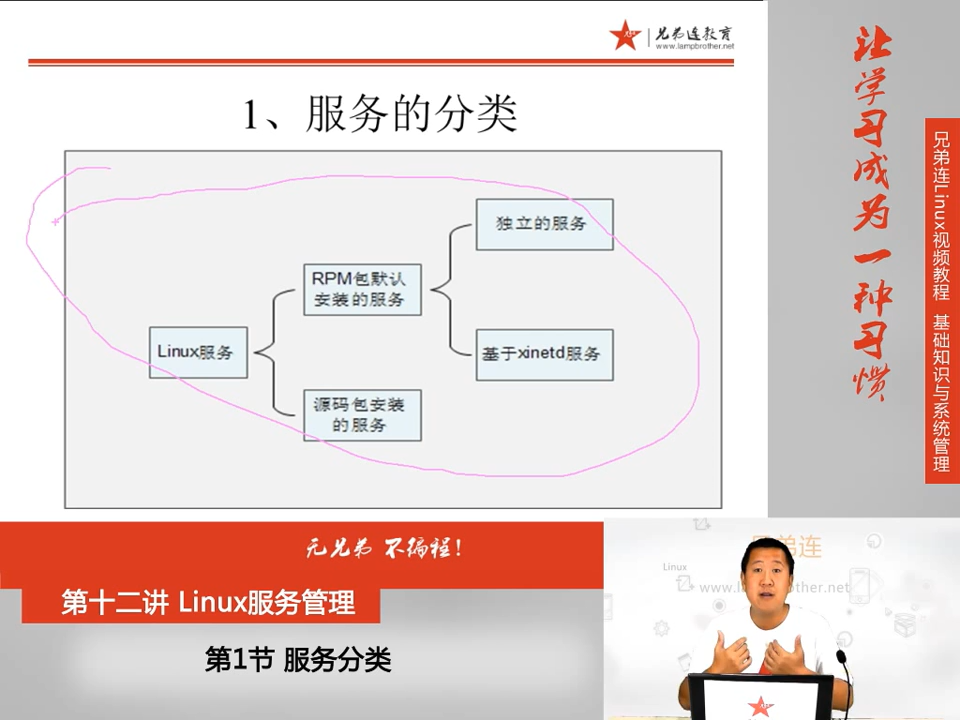 兄弟连教育
www.lampbrother.net
1、服务的分类
独立的服务
RPM包默认
安装的服务
Linux服务
基于xinetd服务
源码包安装
的服务
让学习成为一种习惯
兄弟连Linux视频教程 基础知识与系统管理
无兄弟 不编程!
第十二讲 Linux服务管理
第1节 服务分类
Linux